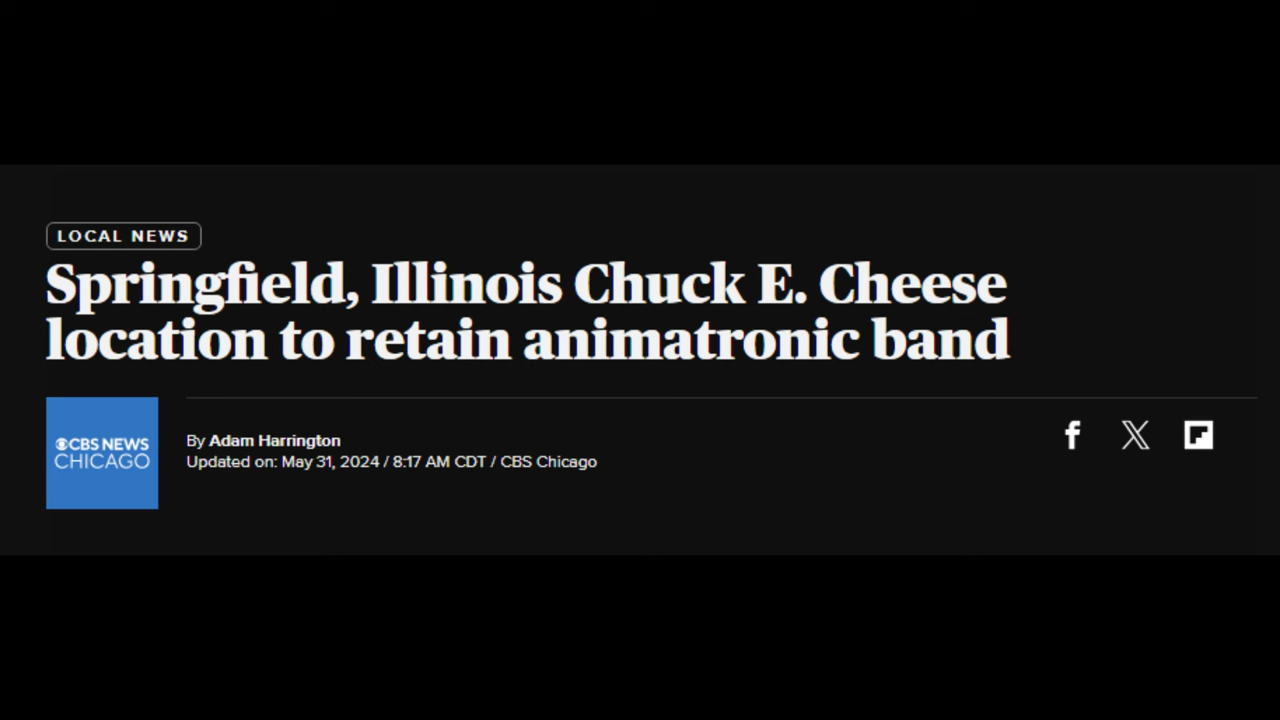 LOCAL NEWS
Springfield, Illinois Chuck E. Cheese
location to retain animatronic band
CBS NEWS
CHICAGO
By Adam Harrington
Updated on: May 31, 2024 / 8:17 AM CDT / CBS Chicago